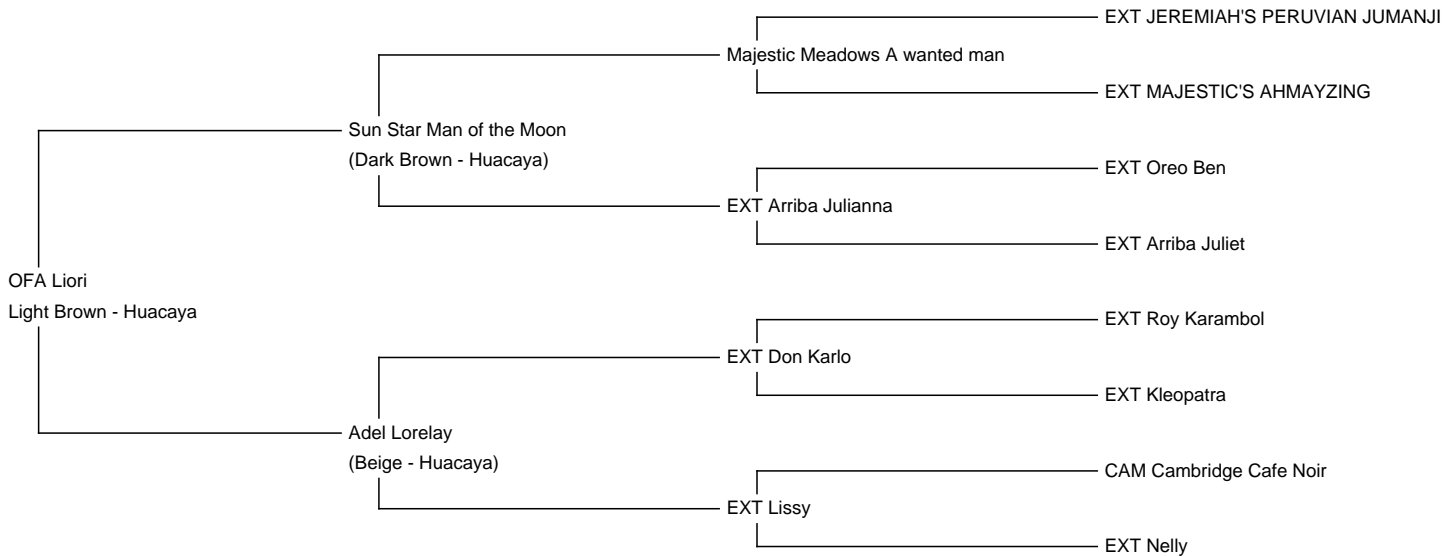 EXT JEREMIAH'S PERUVIAN JUMANJI
Majestic Meadows A wanted man
EXT MAJESTIC'S AHMAYZING
Sun Star Man of the Moon
(Dark Brown - Huacaya)
EXT Oreo Ben
EXT Arriba Julianna
EXT Arriba Juliet
OFA Liori
Light Brown - Huacaya
EXT Roy Karambol
EXT Don Karlo
EXT Kleopatra
Adel Lorelay
(Beige - Huacaya)
CAM Cambridge Cafe Noir
EXT Lissy
EXT Nelly